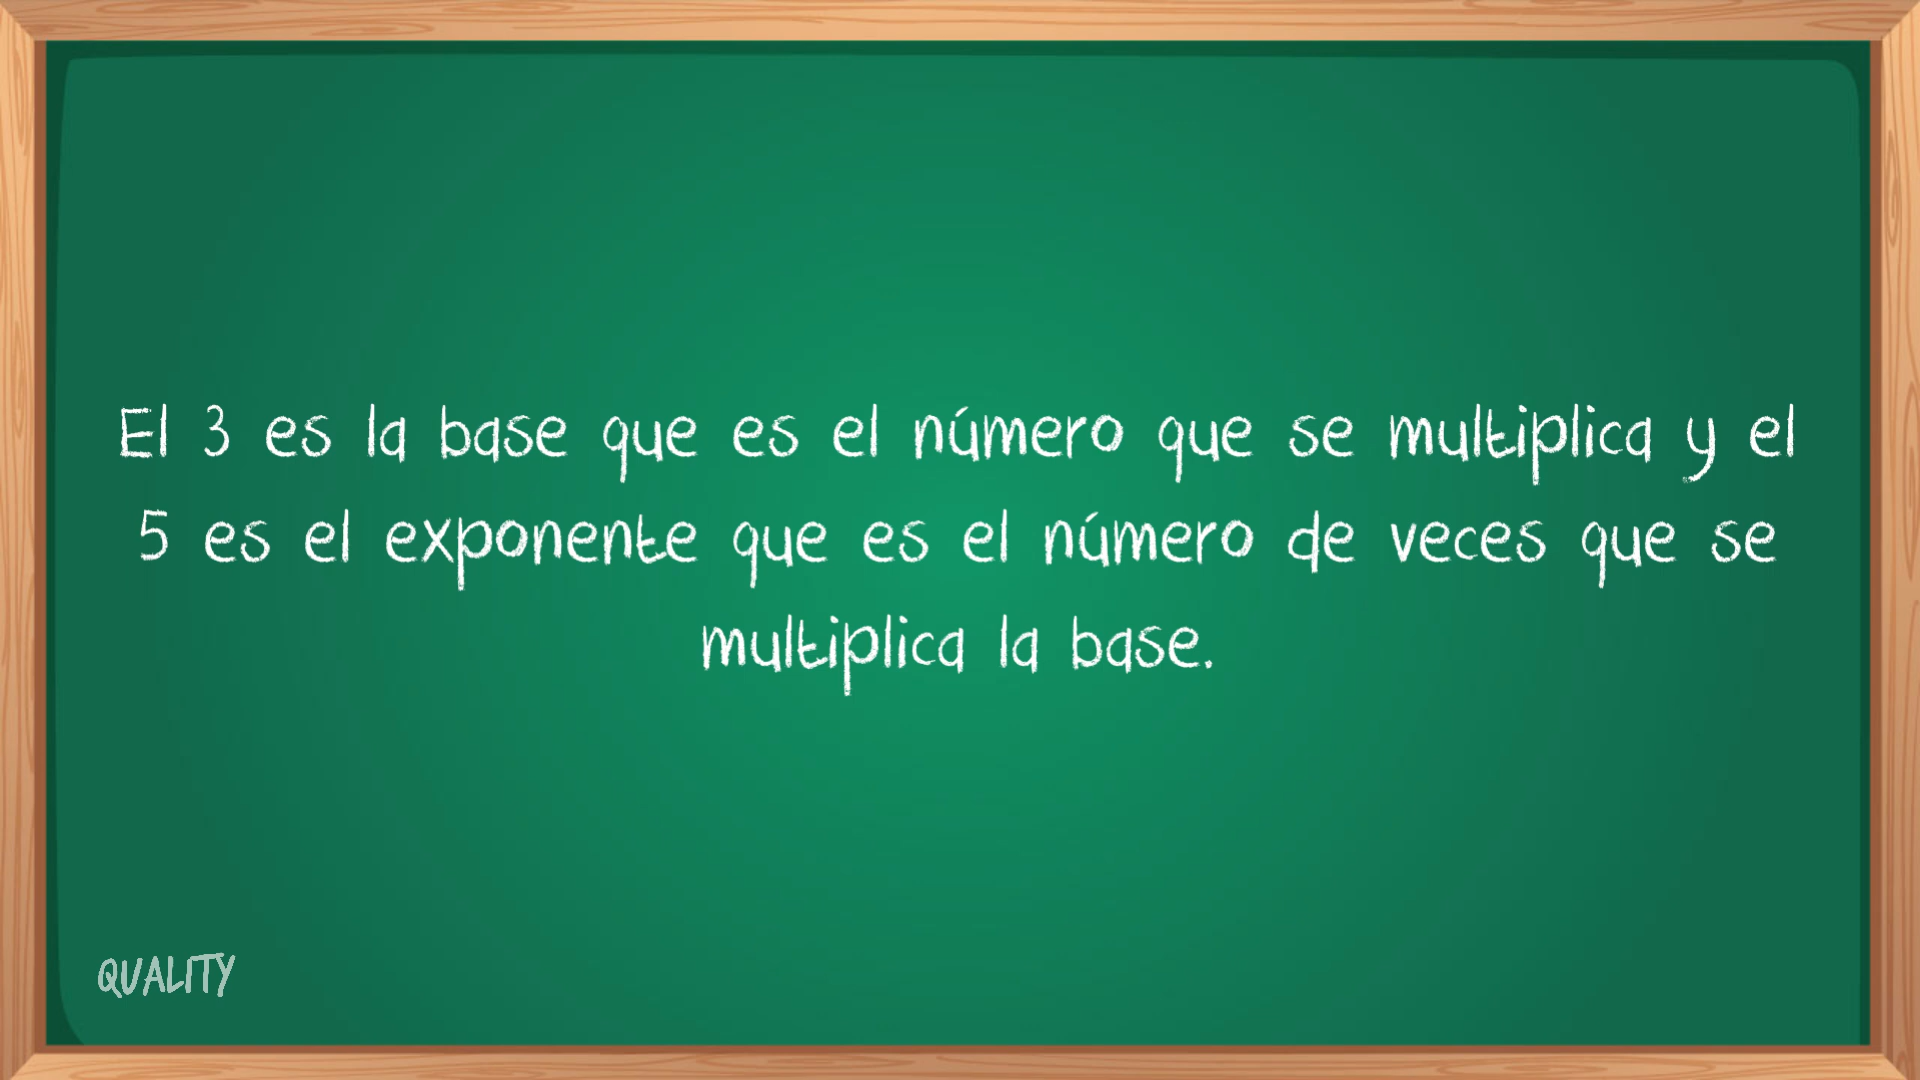 El 3 es la base que es el número que se multiplica y el
5 es el exponente que es el número de veces que se
multiplica la base.
QUALITY